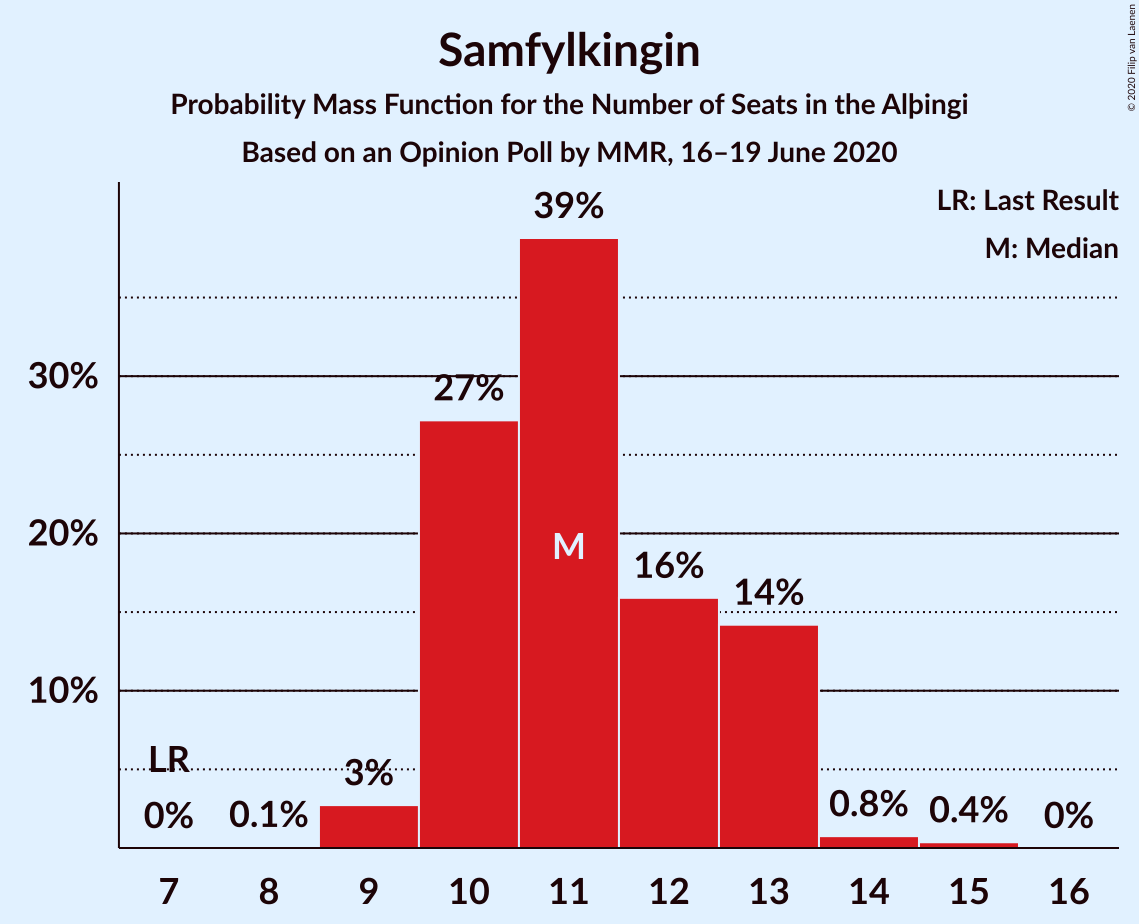 Samfylkingin
Probability Mass Function for the Number of Seats in the Alþingi
Based on an Opinion Poll by MMR, 16–19 June 2020
© 2020 Filip van Laenen
LR: Last Result
M: Median
39%
30%
27%
20%
M
16%
14%
10%
LR
3%
0%
0.1%
0.8%
0.4%
0%
7 8 9 10 11 12 13 14 15 16